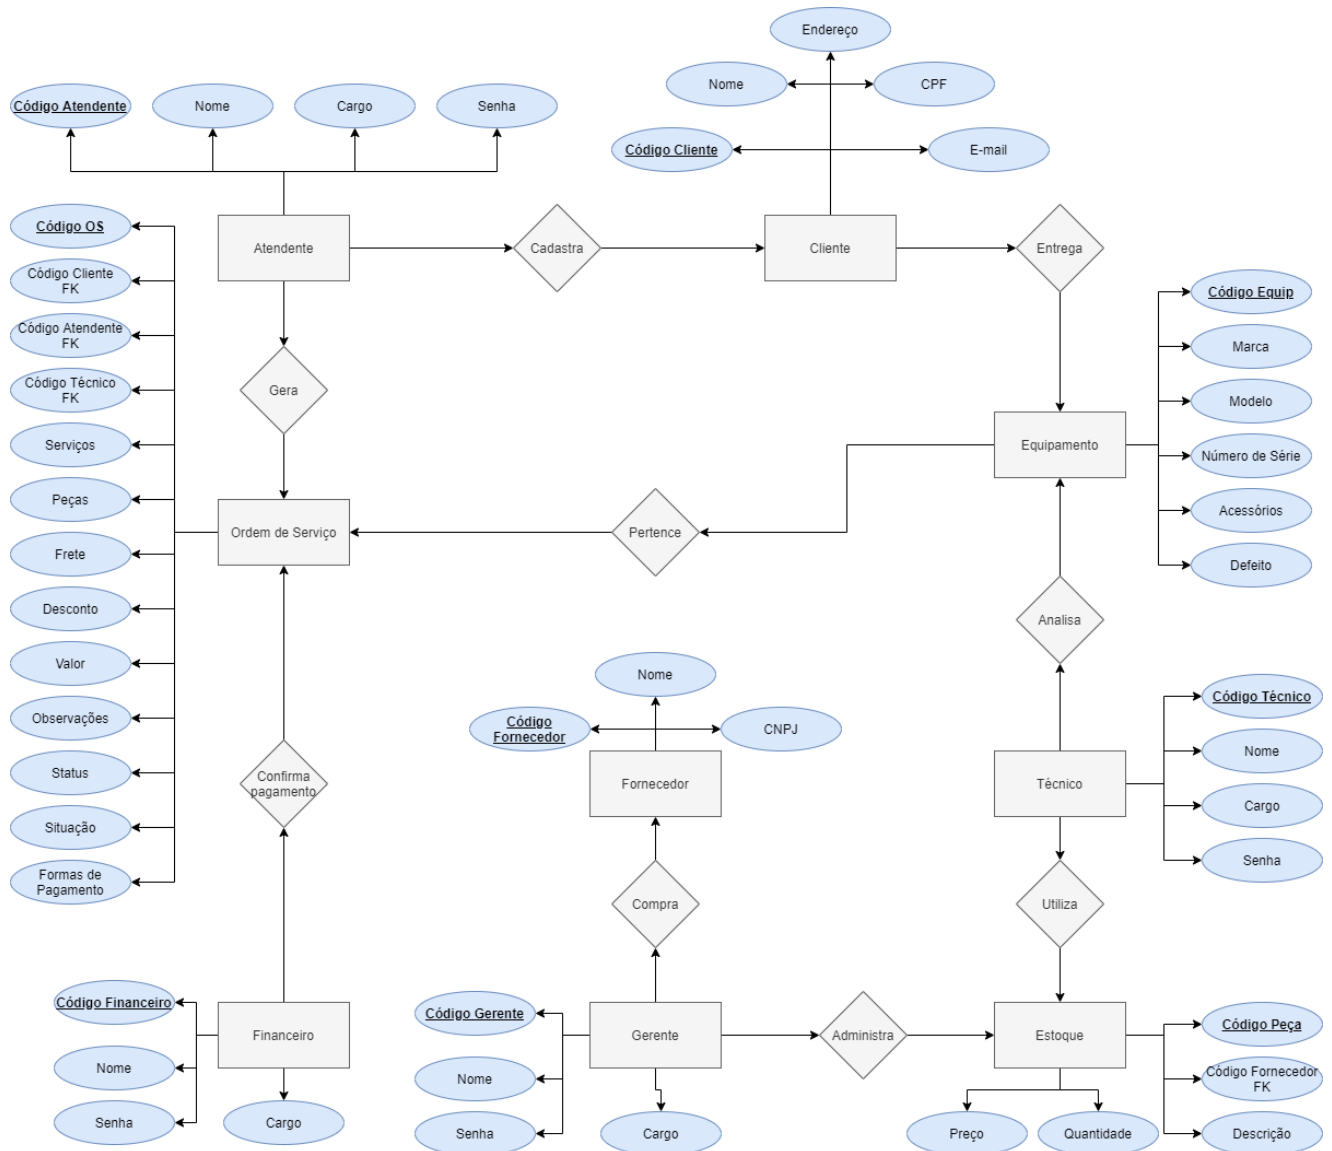 Endereço
Nome
CPF
Código Atendente
Nome
Cargo
Senha
Código Cliente
E-mail
Código OS
Atendente
Cadastra
Cliente
Entrega
Código Cliente
FK
Código Equip
Código Atendente
FK
Marca
Código Técnico
FK
Gera
Modelo
Serviços
Equipamento
Número de Série
Peças
Acessórios
Ordem de Serviço
Pertence
Frete
Defeito
Desconto
Analisa
Valor
Nome
Código Técnico
Observações
Código
Fornecedor
CNPJ
Nome
Status
Confirma
pagamento
Fornecedor
Técnico
Cargo
Situação
Senha
Formas de
Pagamento
Compra
Utiliza
Código Financeiro
Código Gerente
Código Peça
Financeiro
Gerente
Administra
Estoque
Nome
Nome
Código Fornecedor
FK
Senha
Cargo
Senha
Cargo
Preço
Quantidade
Descrição